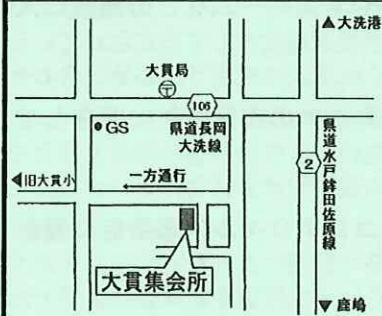 ▲大洗港
大貫局
〒
106
●GS
県道長岡
大洗線
2
県道水戸鉾田佐原線
◀旧大貫小
一方通行
大貫集会所
▼鹿嶋